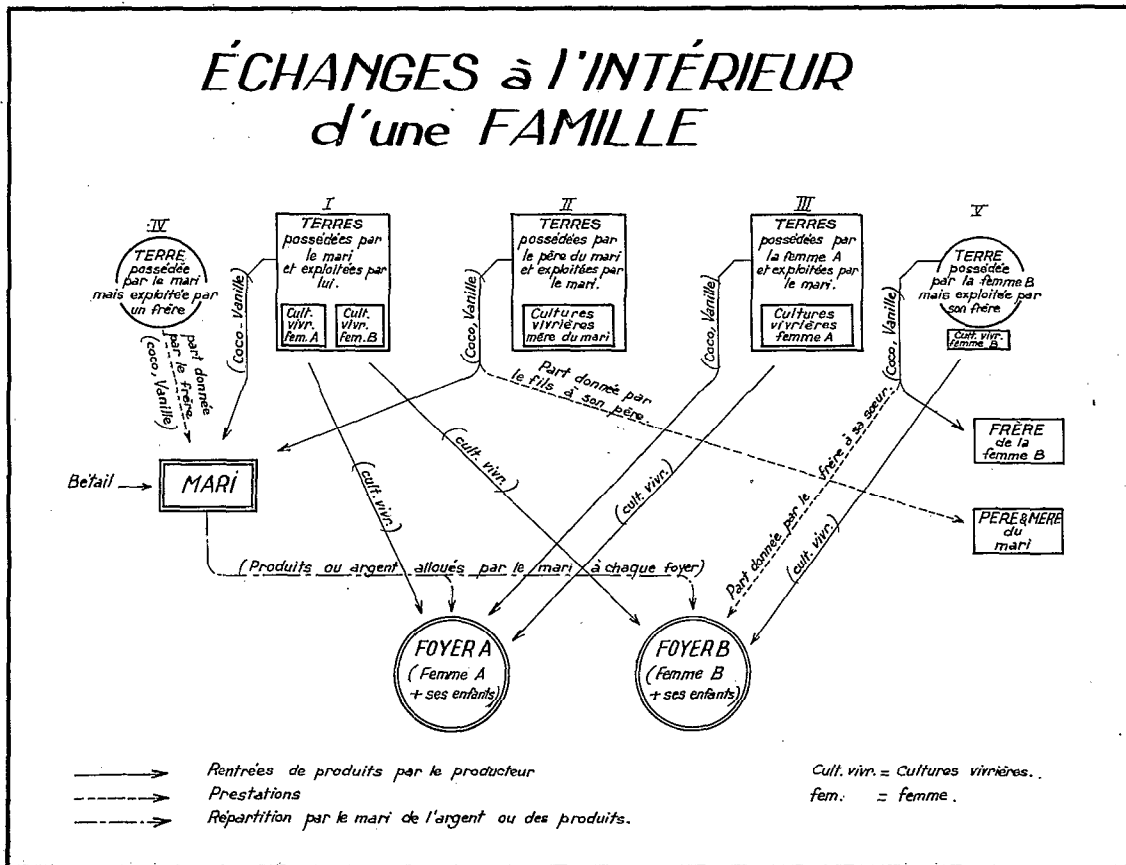 ÉCHANGES à l'INTÉRIEUR
d'une FAMILLE
IV
TERRE
possédée
par le mari
mais exploitée par
un frère
I
TERRES
possédées par
le mari
et exploitées par
lui.
Cult.
vivr.
fem. A
Cult.
vivr.
fem. B
II
TERRES
possédées par
le père du mari
et exploitées par
le mari.
Cultures
vivrières
mère du mari
III
TERRES
possédées par
la femme A
et exploitées par
le mari.
Cultures
vivrières
femme A
V
TERRE
possédée
par la femme B
mais exploitée par
son frère
Cult. vivr.
femme B
part donnée
par le frère
(coco, Vanille)
(Coco-Vanille)
(Coco, Vanille)
(Coco, Vanille)
(Coco, Vanille)
Part donnée par
le fils à son père.
Part donnée par le frère à sa soeur.
(cult. vivr.)
(cult. vivr.)
(cult. vivr.)
(cult. vivr.)
FRÈRE
de la
femme B
Bétail
MARI
PERE & MERE
du
mari
(Produits ou argent alloués par le mari à chaque foyer)
FOYER A
(Femme A
+ ses enfants)
FOYER B
(Femme B
+ ses enfants)
Rentrées de produits par le producteur
Prestations
Répartition par le mari de l'argent ou des produits.
Cult. vivr. = Cultures vivrières..
fem. = femme.